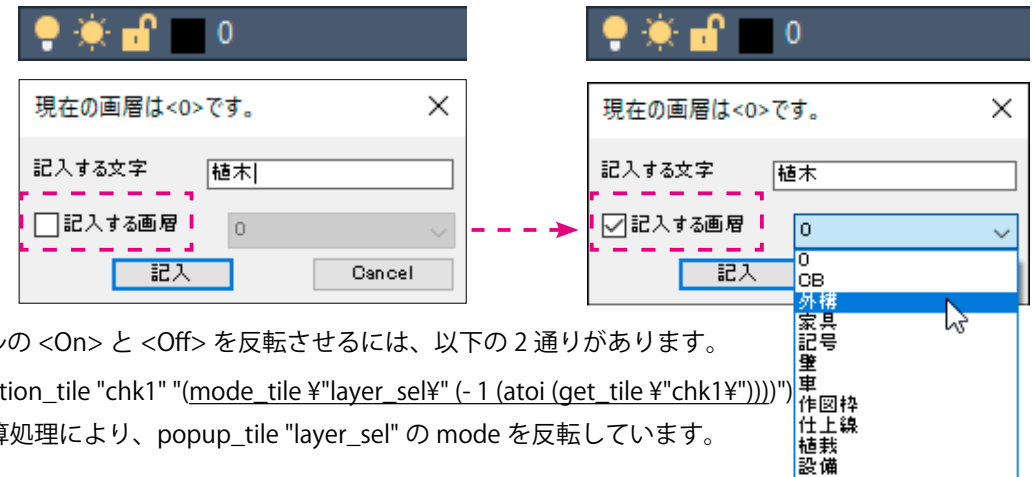 0
0
現在の画層は<0>です。
現在の画層は<0>です。
記入する文字
植木
記入する文字
植木
記入する画層
0
記入する画層
0
記入
Cancel
記入
0
CB
外構
家具
記号
壁
車
作図枠
仕上線
植栽
設備
の <On> と <Off> を反転させるには、以下の 2 通りがあります。
tion_tile "chk1" "(mode_tile ¥"layer_sel¥" (- 1 (atoi (get_tile ¥"chk1¥"))))")
算処理により、popup_tile "layer_sel" の mode を反転しています。